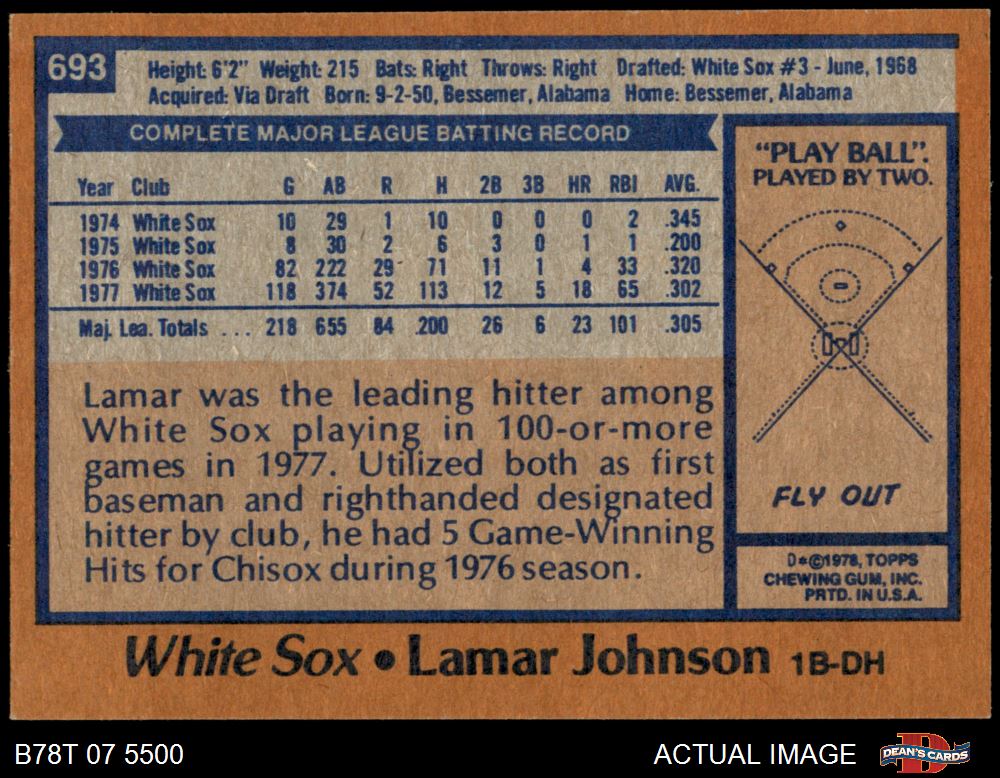 693
Height: 6'2" Weight: 215 Bats: Right Throws: Right Drafted: White Sox #3 - June, 1968
Acquired: Via Draft Born: 9-2-50, Bessemer, Alabama Home: Bessemer, Alabama
COMPLETE MAJOR LEAGUE BATTING RECORD
Year Club G AB R H 2B 3B HR RBI AVG.
1974 White Sox 10 29 1 10 0 0 0 2 .345
1975 White Sox 8 30 2 6 3 0 1 1 .200
1976 White Sox 82 222 29 71 11 1 4 33 .320
1977 White Sox 118 374 52 113 12 5 18 65 .302
Maj. Lea. Totals ... 218 655 84 200 26 6 23 101 .305
Lamar was the leading hitter among
White Sox playing in 100-or-more
games in 1977. Utilized both as first
baseman and righthanded designated
hitter by club, he had 5 Game-Winning
Hits for Chisox during 1976 season.
"PLAY BALL".
PLAYED BY TWO.
FLY OUT
D*©1978, TOPPS
CHEWING GUM, INC.
PRTD. IN U.S.A.
White Sox • Lamar Johnson 1B-DH
B78T 07 5500
ACTUAL IMAGE
D
DEAN'S CARDS